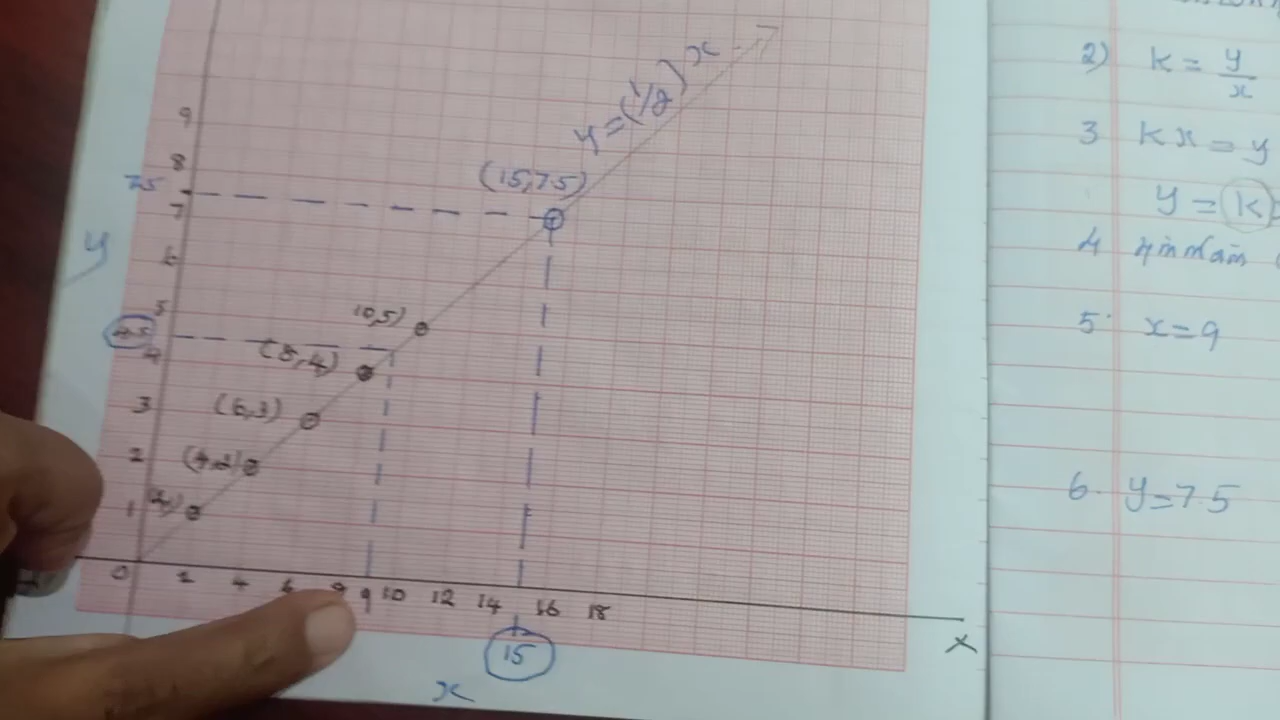 y = (1/2) x
9
8
(15,7.5)
7.5
7
y
6
5
10,5)
4.5
4
(8,4)
3
(6,3)
2
(4,2)
1
0 2 4 6 8 9 10 12 14 16 18
x
15
x
2) k = y/x
3 kx = y
y = k
4
5. x = 9
6. y = 7.5